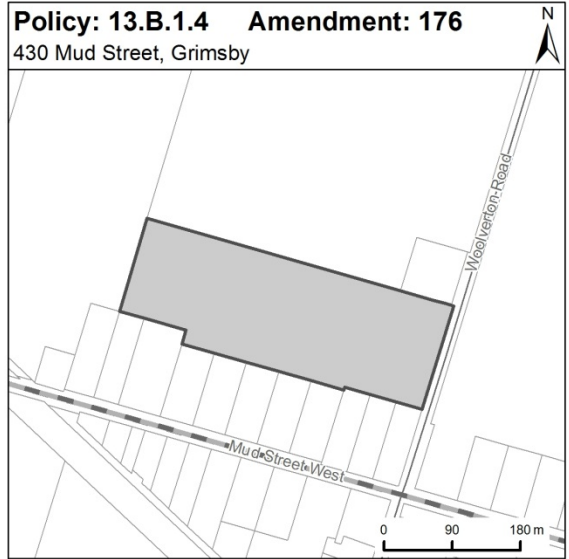 Policy: 13.B.1.4 Amendment: 176
430 Mud Street, Grimsby
N
Woolverton Road
Mud Street West
0 90 180 m